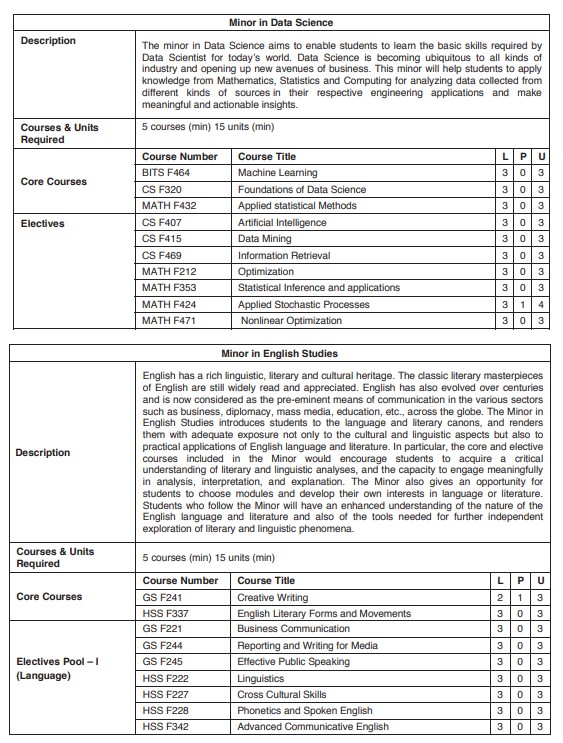 Minor in Data Science
Description
The minor in Data Science aims to enable students to learn the basic skills required by
Data Scientist for today's world. Data Science is becoming ubiquitous to all kinds of
industry and opening up new avenues of business. This minor will help students to apply
knowledge from Mathematics, Statistics and Computing for analyzing data collected from
different kinds of sources in their respective engineering applications and make
meaningful and actionable insights.
Courses & Units
Required
5 courses (min) 15 units (min)
Core Courses
Course Number Course Title L P U
BITS F464 Machine Learning 3 0 3
CS F320 Foundations of Data Science 3 0 3
MATH F432 Applied statistical Methods 3 0 3
Electives
CS F407 Artificial Intelligence 3 0 3
CS F415 Data Mining 3 0 3
CS F469 Information Retrieval 3 0 3
MATH F212 Optimization 3 0 3
MATH F353 Statistical Inference and applications 3 0 3
MATH F424 Applied Stochastic Processes 3 1 4
MATH F471 Nonlinear Optimization 3 0 3
Minor in English Studies
Description
English has a rich linguistic, literary and cultural heritage. The classic literary masterpieces
of English are still widely read and appreciated. English has also evolved over centuries
and is now considered as the pre-eminent means of communication in the various sectors
such as business, diplomacy, mass media, education, etc., across the globe. The Minor in
English Studies introduces students to the language and literary canons, and renders
them with adequate exposure not only to the cultural and linguistic aspects but also to
practical applications of English language and literature. In particular, the core and elective
courses included in the Minor would encourage students to acquire a critical
understanding of literary and linguistic analyses, and the capacity to engage meaningfully
in analysis, interpretation, and explanation. The Minor also gives an opportunity for
students to choose modules and develop their own interests in language or literature.
Students who follow the Minor will have an enhanced understanding of the nature of the
English language and literature and also of the tools needed for further independent
exploration of literary and linguistic phenomena.
Courses & Units
Required
5 courses (min) 15 units (min)
Core Courses
Course Number Course Title L P U
GS F241 Creative Writing 2 1 3
HSS F337 English Literary Forms and Movements 3 0 3
Electives Pool – I
(Language)
GS F221 Business Communication 3 0 3
GS F244 Reporting and Writing for Media 3 0 3
GS F245 Effective Public Speaking 3 0 3
HSS F222 Linguistics 3 0 3
HSS F227 Cross Cultural Skills 3 0 3
HSS F228 Phonetics and Spoken English 3 0 3
HSS F342 Advanced Communicative English 3 0 3